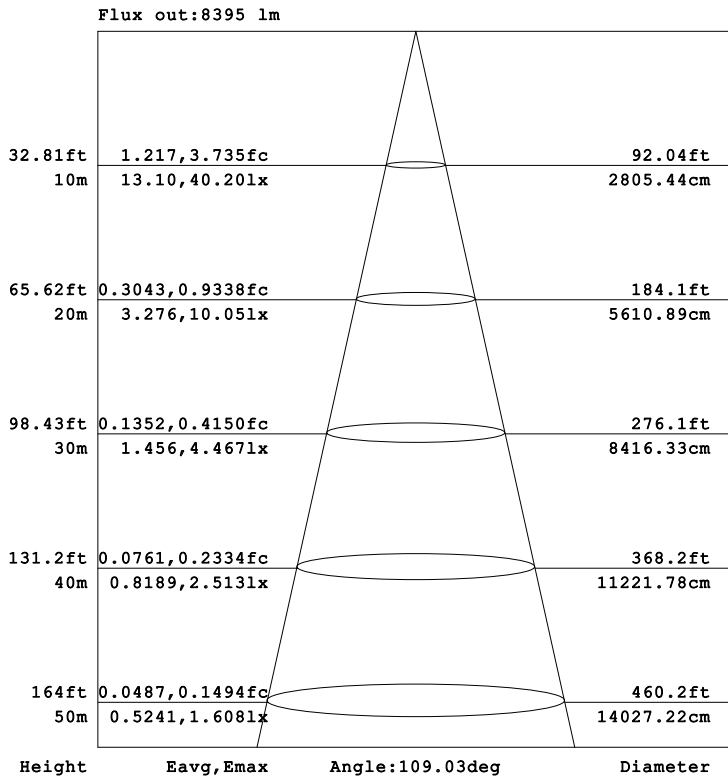 Flux out:8395 lm
32.81ft 1.217,3.735fc 92.04ft
10m 13.10,40.20lx 2805.44cm
65.62ft 0.3043,0.9338fc 184.1ft
20m 3.276,10.05lx 5610.89cm
98.43ft 0.1352,0.4150fc 276.1ft
30m 1.456,4.467lx 8416.33cm
131.2ft 0.0761,0.2334fc 368.2ft
40m 0.8189,2.513lx 11221.78cm
164ft 0.0487,0.1494fc 460.2ft
50m 0.5241,1.608lx 14027.22cm
Height Eavg,Emax Angle:109.03deg Diameter